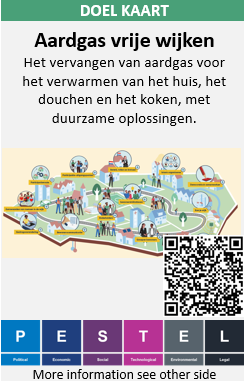 DOEL KAART
Aardgas vrije wijken
Het vervangen van aardgas voor
het verwarmen van het huis, het
douchen en het koken, met
duurzame oplossingen.
P E S T E L
Political Economic Social Technological Environmental Legal
More information see other side